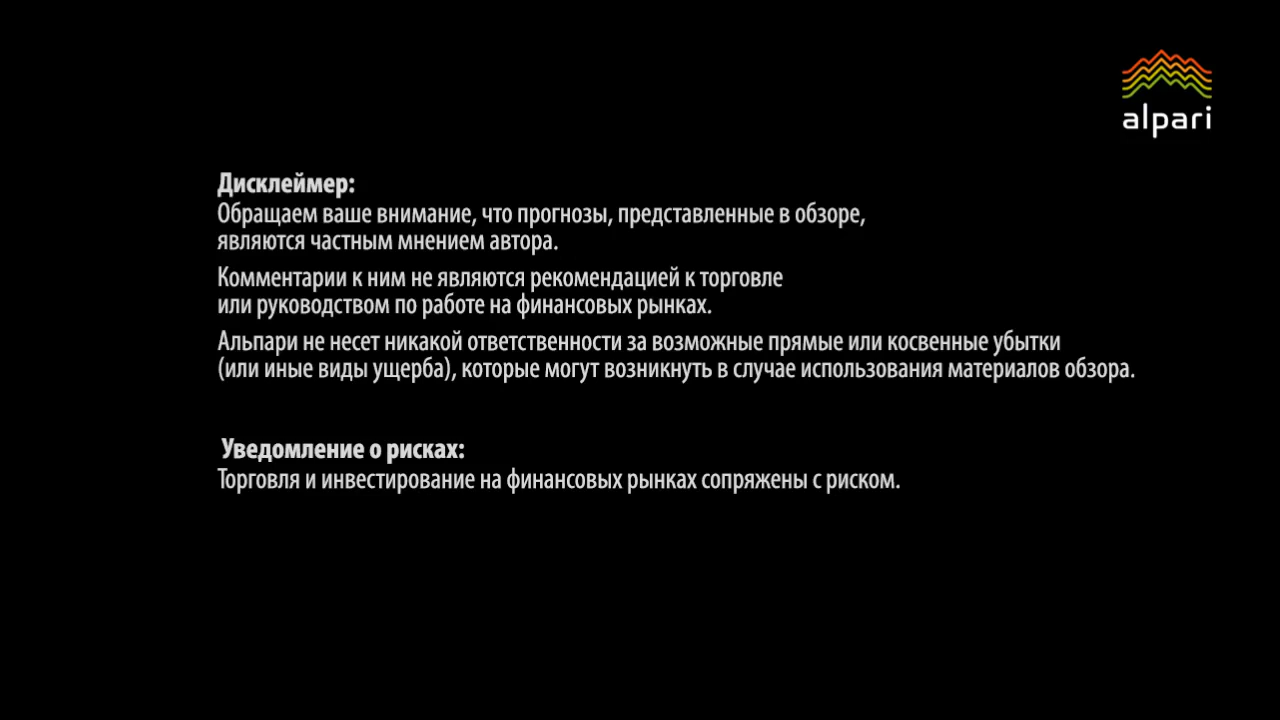 alpari
Дисклеймер:
Обращаем ваше внимание, что прогнозы, представленные в обзоре,
являются частным мнением автора.
Комментарии к ним не являются рекомендацией к торговле
или руководством по работе на финансовых рынках.
Альпари не несет никакой ответственности за возможные прямые или косвенные убытки
(или иные виды ущерба), которые могут возникнуть в случае использования материалов обзора.
Уведомление о рисках:
Торговля и инвестирование на финансовых рынках сопряжены с риском.